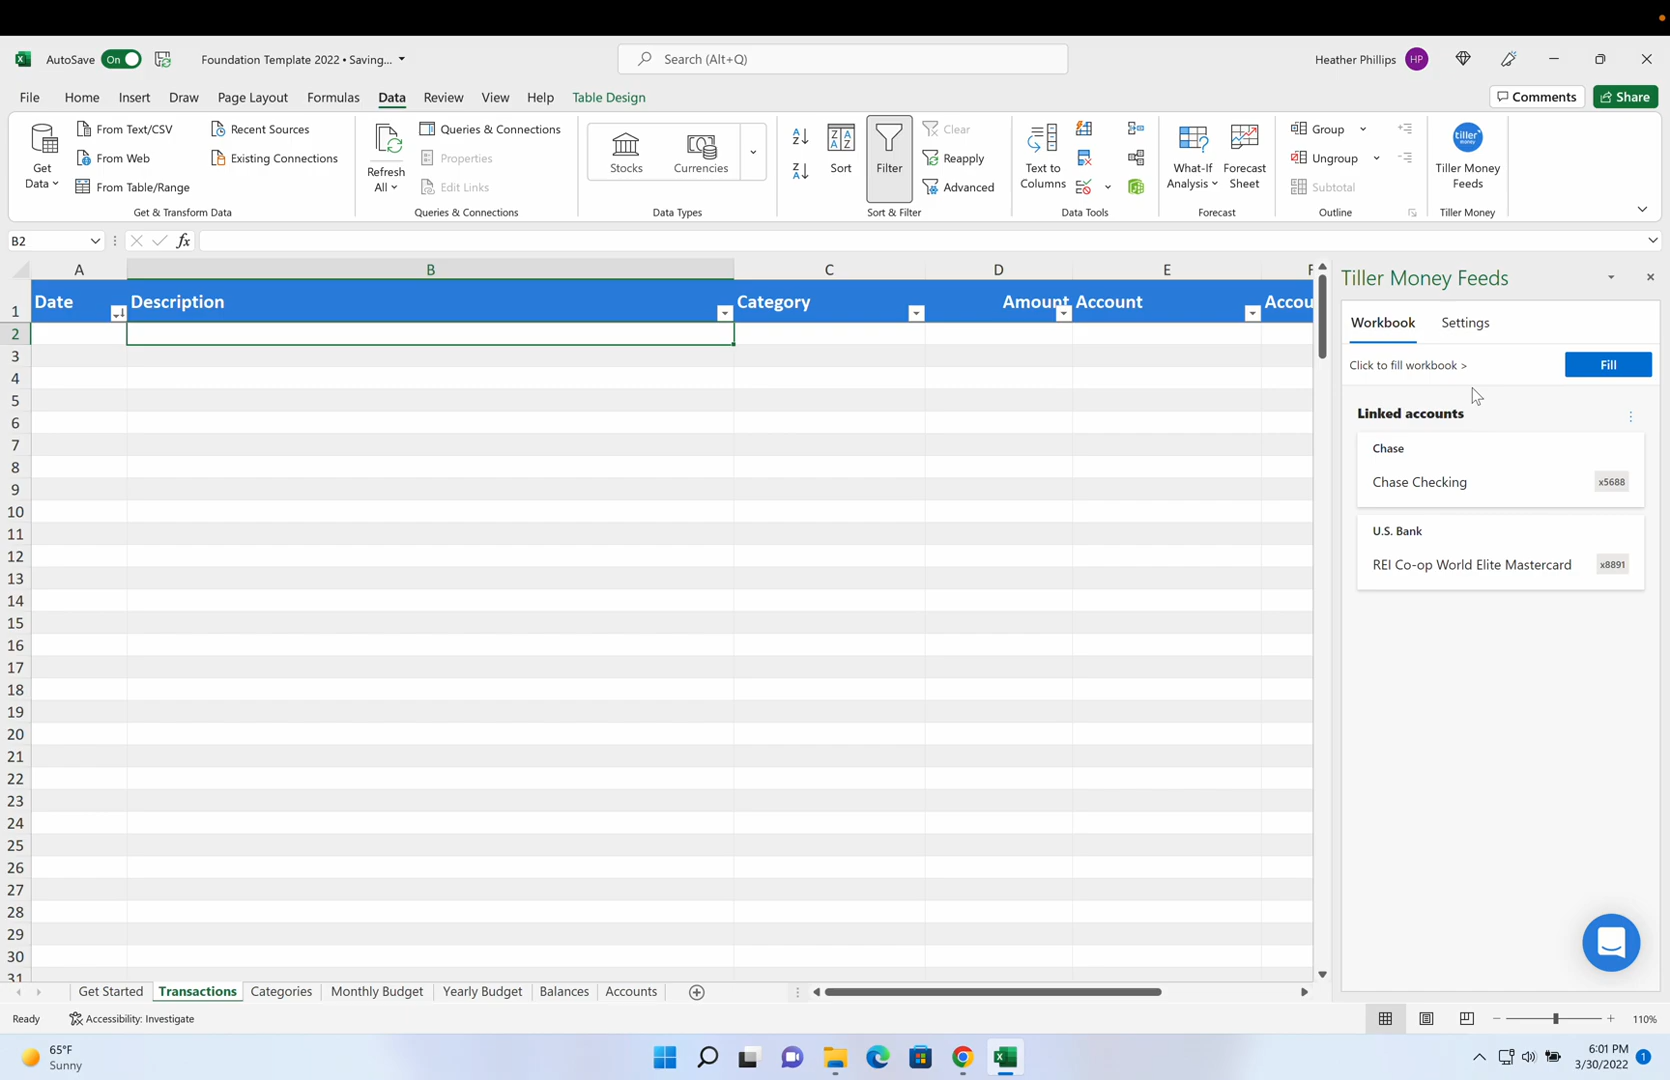 AutoSave On Foundation Template 2022 • Saving... Search (Alt+Q) Heather Phillips HP
File Home Insert Draw Page Layout Formulas Data Review View Help Table Design Comments Share
Get Data
From Text/CSV
From Web
From Table/Range
Recent Sources
Existing Connections
Get & Transform Data
Refresh All
Queries & Connections
Properties
Edit Links
Queries & Connections
Stocks
Currencies
Data Types
Sort
Filter
Clear
Reapply
Advanced
Sort & Filter
Text to Columns
Data Tools
What-If Analysis
Forecast Sheet
Forecast
Group
Ungroup
Subtotal
Outline
tiller money
Tiller Money Feeds
Tiller Money
B2 fx
A B C D E F
1 Date Description Category Amount Account Accou
2
3
4
5
6
7
8
9
10
11
12
13
14
15
16
17
18
19
20
21
22
23
24
25
26
27
28
29
30
31
Tiller Money Feeds
Workbook Settings
Click to fill workbook > Fill
Linked accounts
Chase
Chase Checking x5688
U.S. Bank
REI Co-op World Elite Mastercard x8891
Get Started Transactions Categories Monthly Budget Yearly Budget Balances Accounts
Ready Accessibility: Investigate 110%
65°F
Sunny
6:01 PM
3/30/2022 1